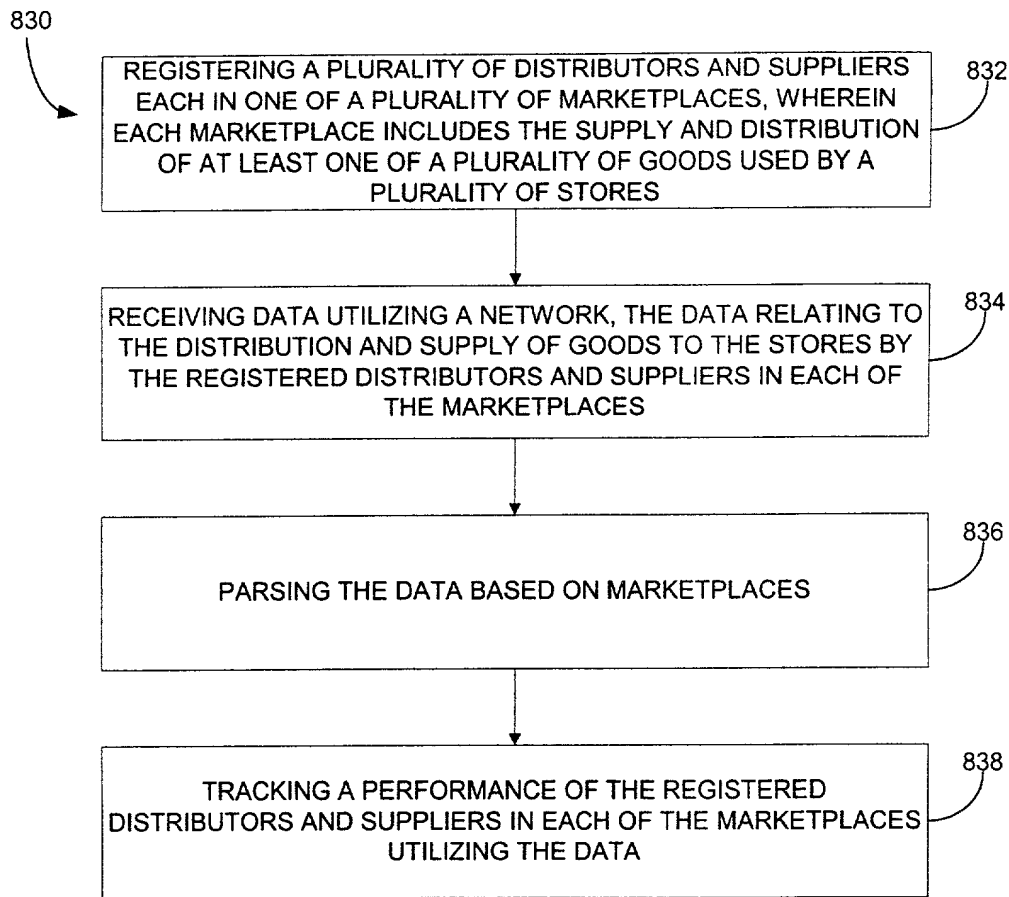 830
REGISTERING A PLURALITY OF DISTRIBUTORS AND SUPPLIERS
EACH IN ONE OF A PLURALITY OF MARKETPLACES, WHEREIN
EACH MARKETPLACE INCLUDES THE SUPPLY AND DISTRIBUTION
OF AT LEAST ONE OF A PLURALITY OF GOODS USED BY A
PLURALITY OF STORES
832
RECEIVING DATA UTILIZING A NETWORK, THE DATA RELATING TO
THE DISTRIBUTION AND SUPPLY OF GOODS TO THE STORES BY
THE REGISTERED DISTRIBUTORS AND SUPPLIERS IN EACH OF
THE MARKETPLACES
834
PARSING THE DATA BASED ON MARKETPLACES
836
TRACKING A PERFORMANCE OF THE REGISTERED
DISTRIBUTORS AND SUPPLIERS IN EACH OF THE MARKETPLACES
UTILIZING THE DATA
838